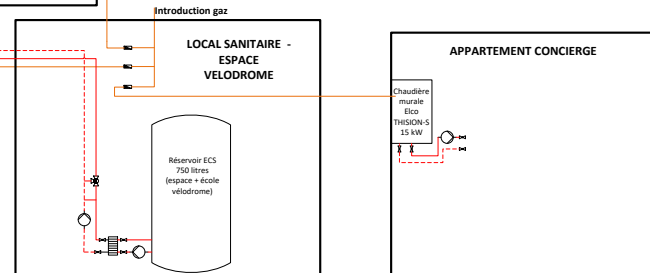 Introduction gaz
LOCAL SANITAIRE -
ESPACE
VELODROME
APPARTEMENT CONCIERGE
Chaudière
murale
Elco
THISION-S
15 kW
Réservoir ECS
750 litres
(espace + école
vélodrome)